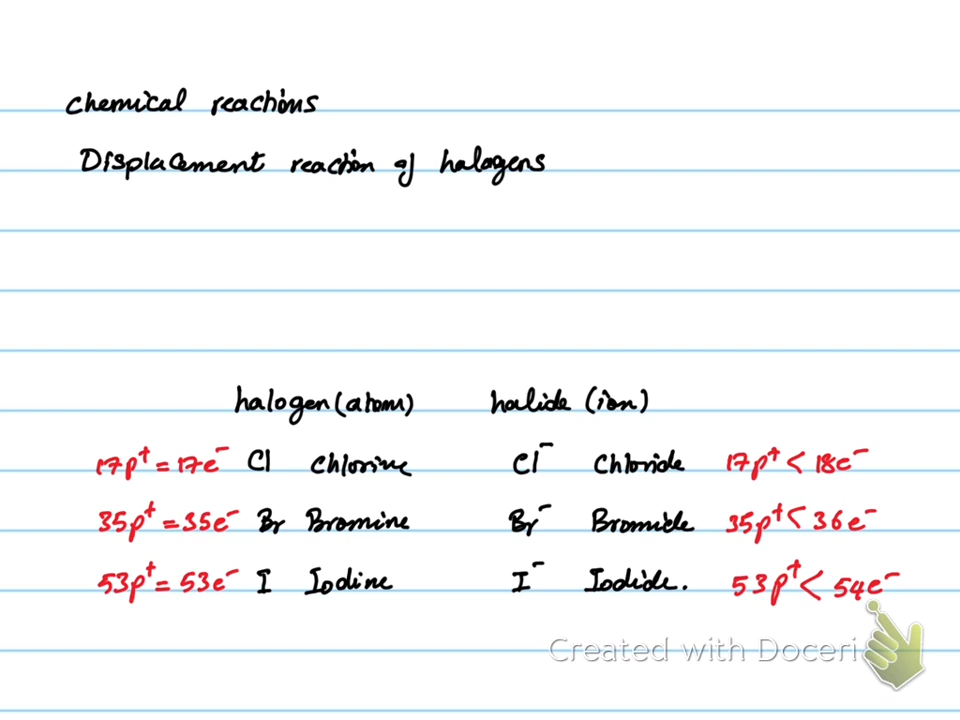 Chemical reactions
Displacement reaction of halogens
halogen (atom) halide (ion)
17p⁺ = 17e⁻ Cl Chlorine Cl⁻ Chloride 17p⁺ < 18e⁻
35p⁺ = 35e⁻ Br Bromine Br⁻ Bromide 35p⁺ < 36e⁻
53p⁺ = 53e⁻ I Iodine I⁻ Iodide. 53p⁺ < 54e⁻
Created with Doceri